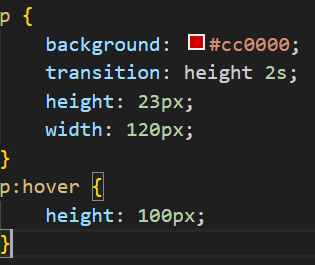 p {
background: #cc0000;
transition: height 2s;
height: 23px;
width: 120px;
}
p:hover {
height: 100px;
}